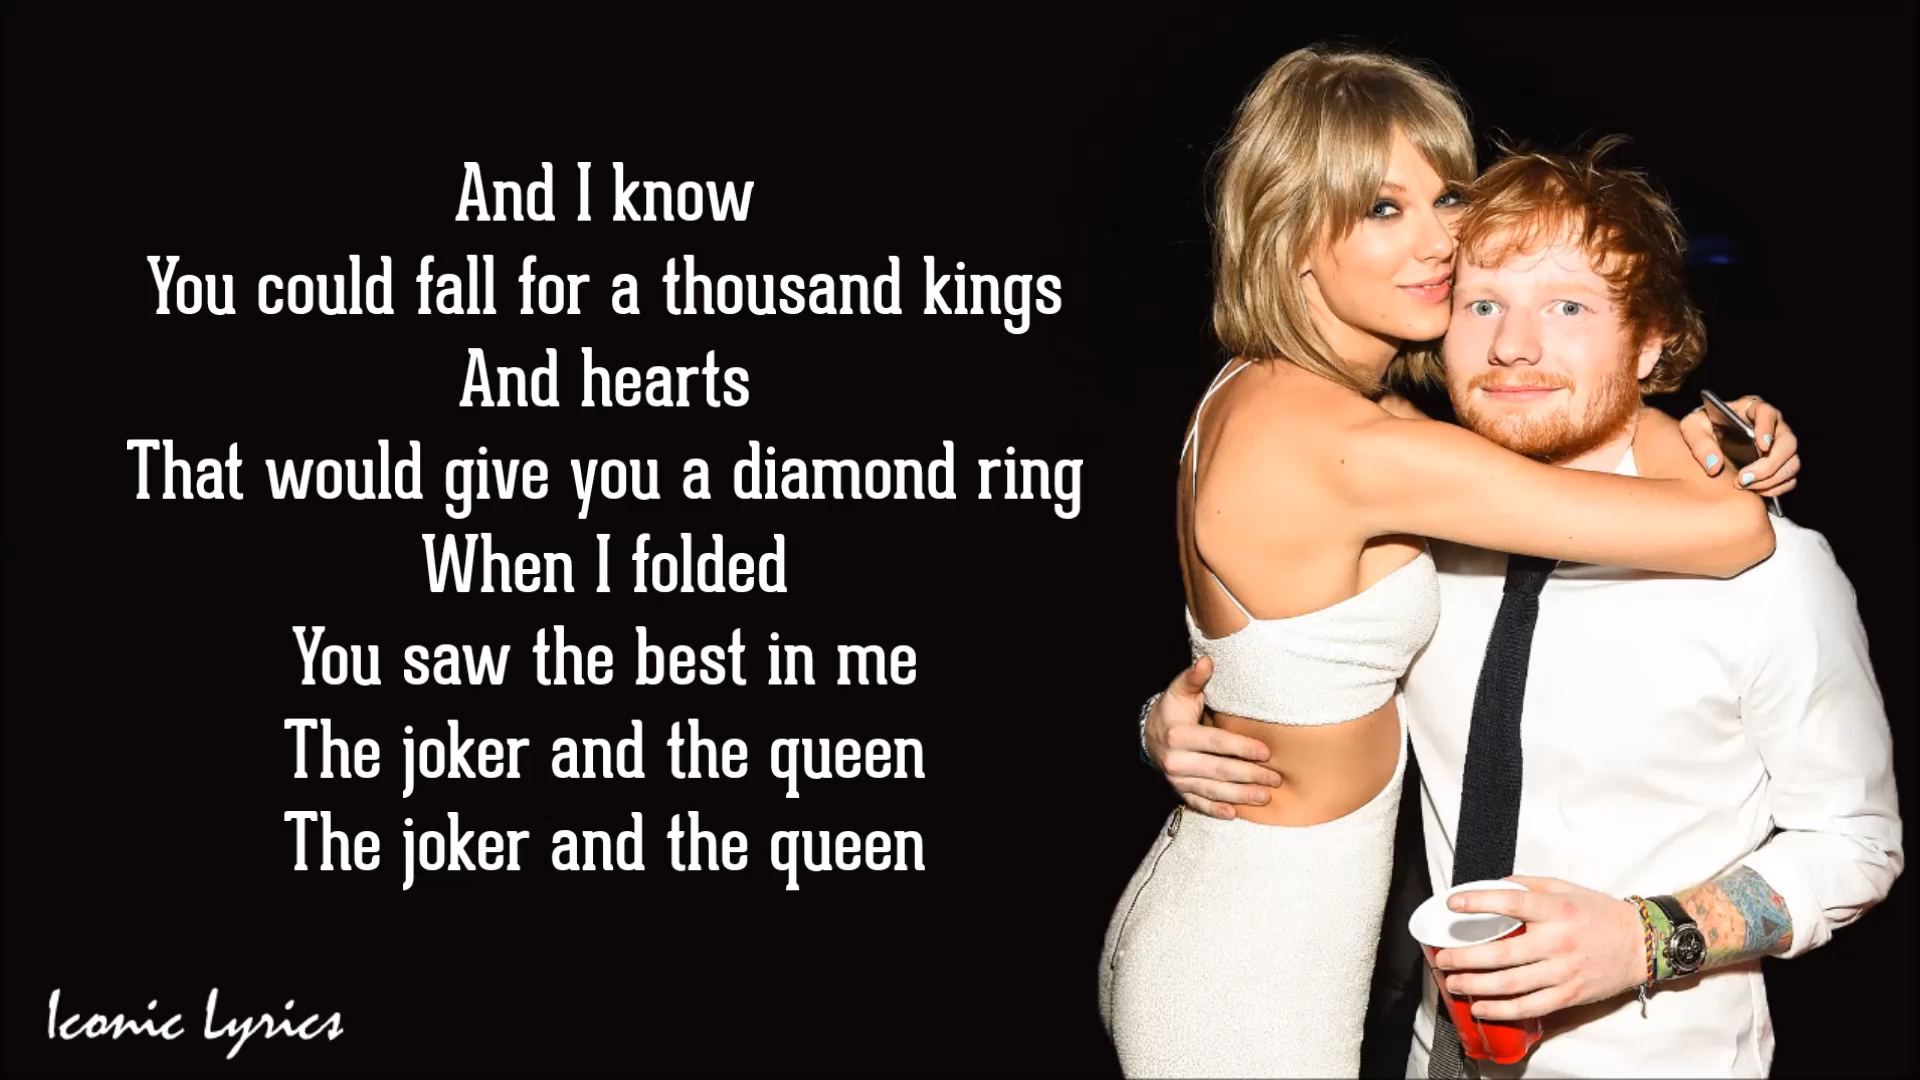 And I know
You could fall for a thousand kings
And hearts
That would give you a diamond ring
When I folded
You saw the best in me
The joker and the queen
The joker and the queen
Iconic Lyrics